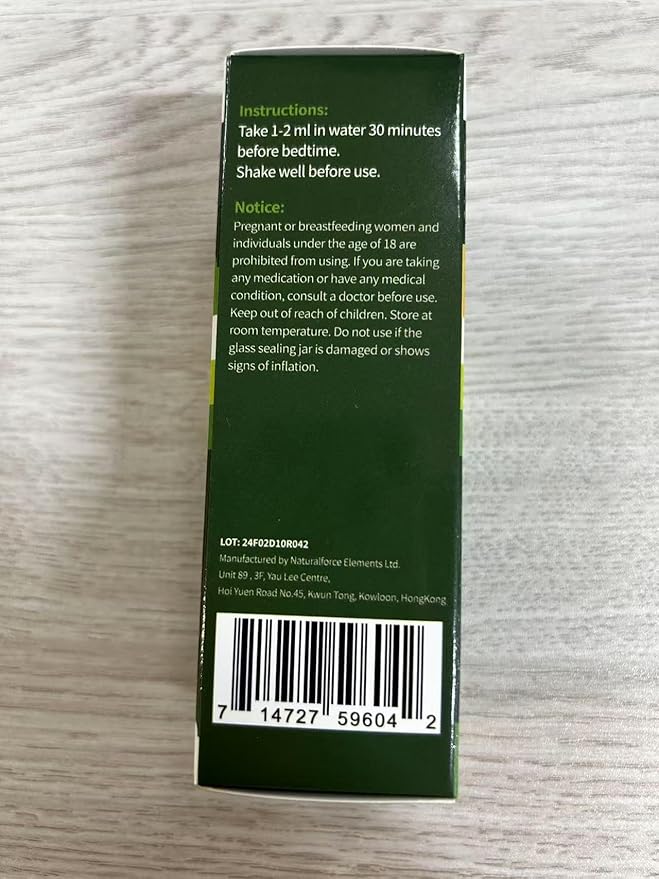 Instructions:
Take 1-2 ml in water 30 minutes
before bedtime.
Shake well before use.
Notice:
Pregnant or breastfeeding women and
individuals under the age of 18 are
prohibited from using. If you are taking
any medication or have any medical
condition, consult a doctor before use.
Keep out of reach of children. Store at
room temperature. Do not use if the
glass sealing jar is damaged or shows
signs of inflation.
LOT: 24F02D10R042
Manufactured by Naturalforce Elements Ltd.
Unit 89 , 3F, Yau Lee Centre,
Hoi Yuen Road No.45, Kwun Tong, Kowloon, HongKong
7 14727 59604 2